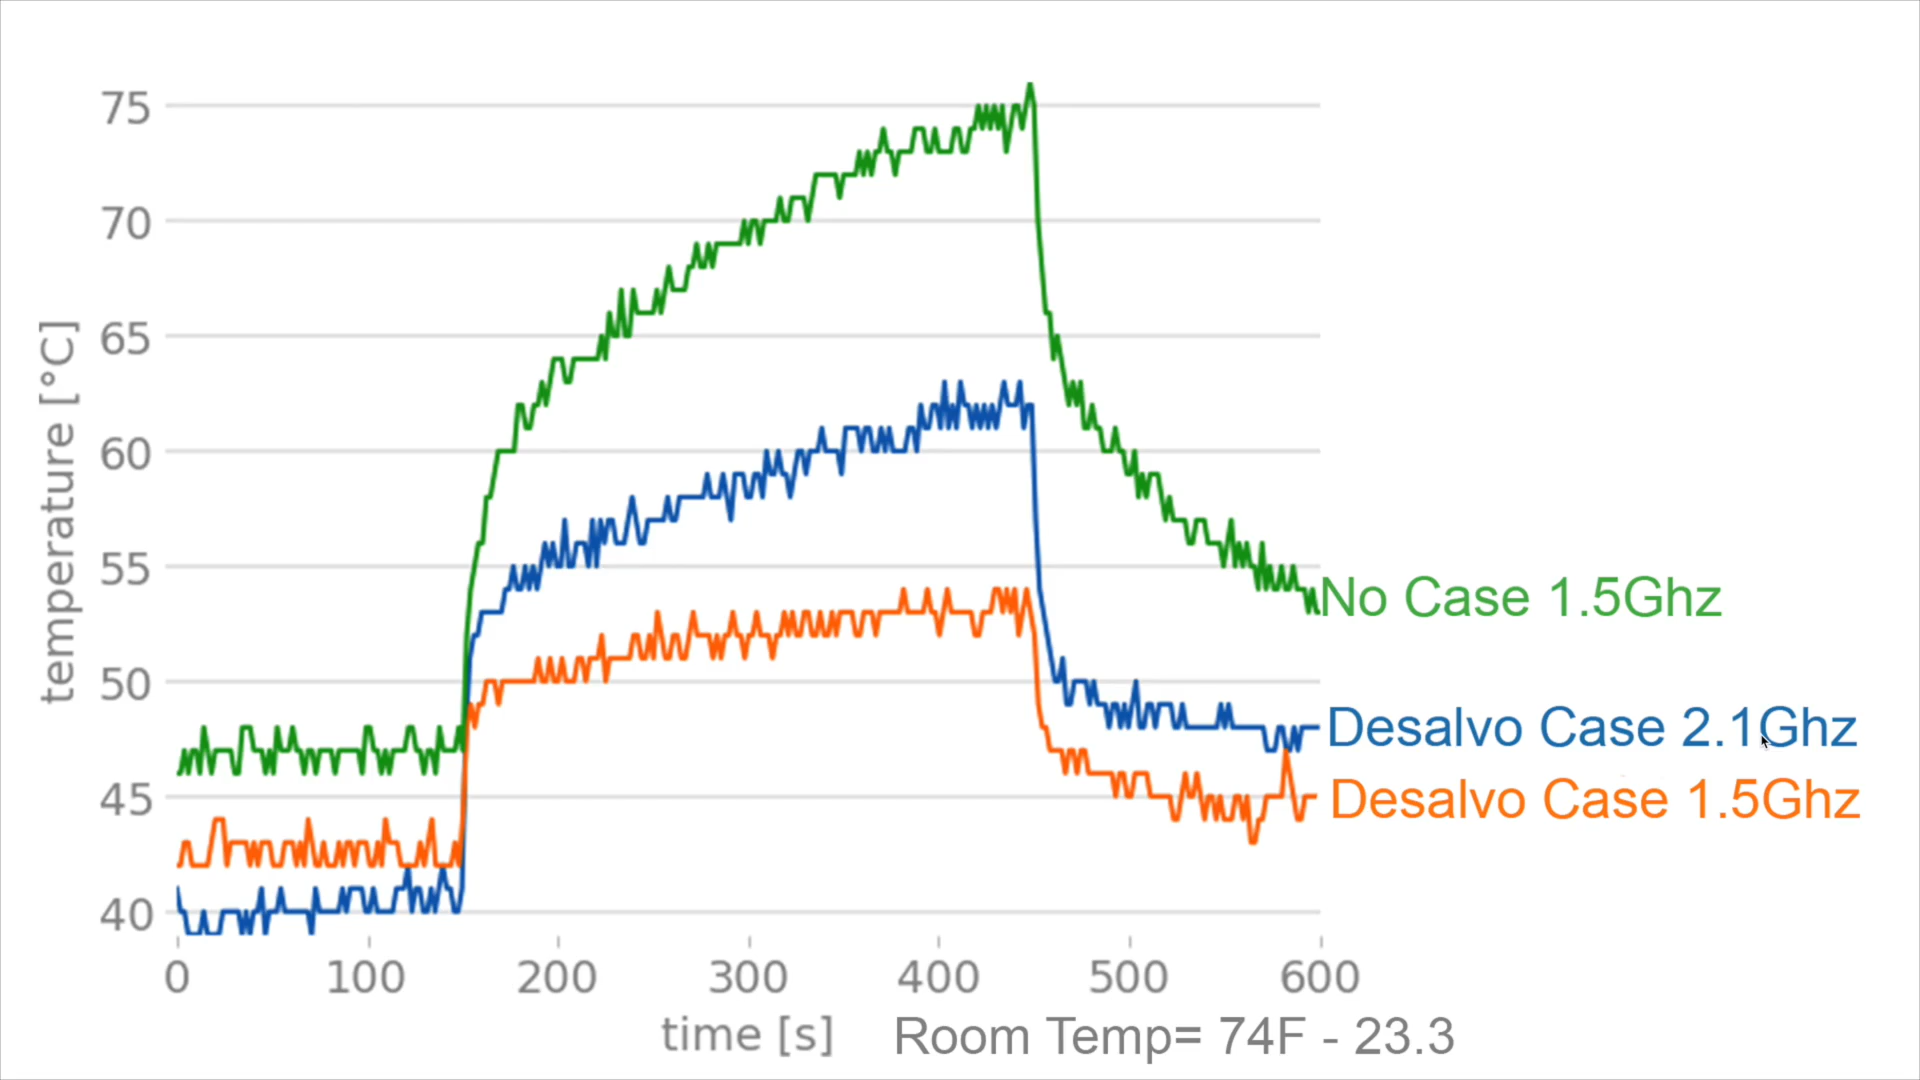 75
70
65
60
55
50
45
40
temperature [°C]
0 100 200 300 400 500 600
time [s]
Room Temp= 74F - 23.3
No Case 1.5Ghz
Desalvo Case 2.1Ghz
Desalvo Case 1.5Ghz